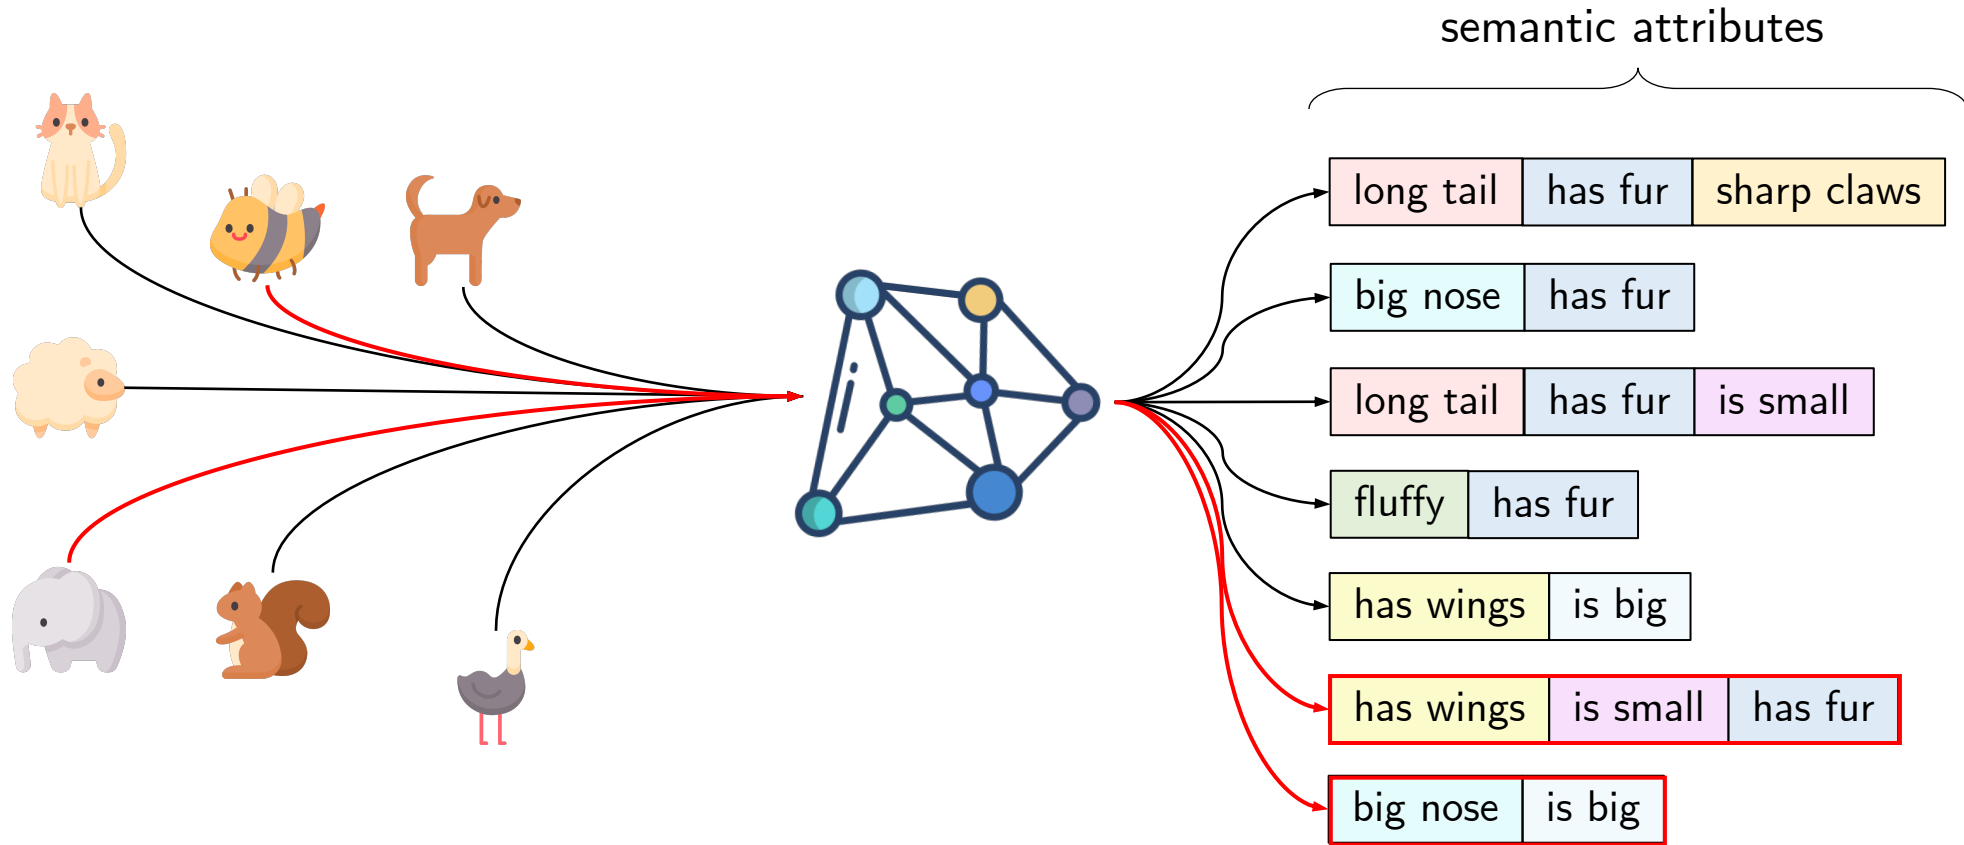 semantic attributes
long tail has fur sharp claws
big nose has fur
long tail has fur is small
fluffy has fur
has wings is big
has wings is small has fur
big nose is big